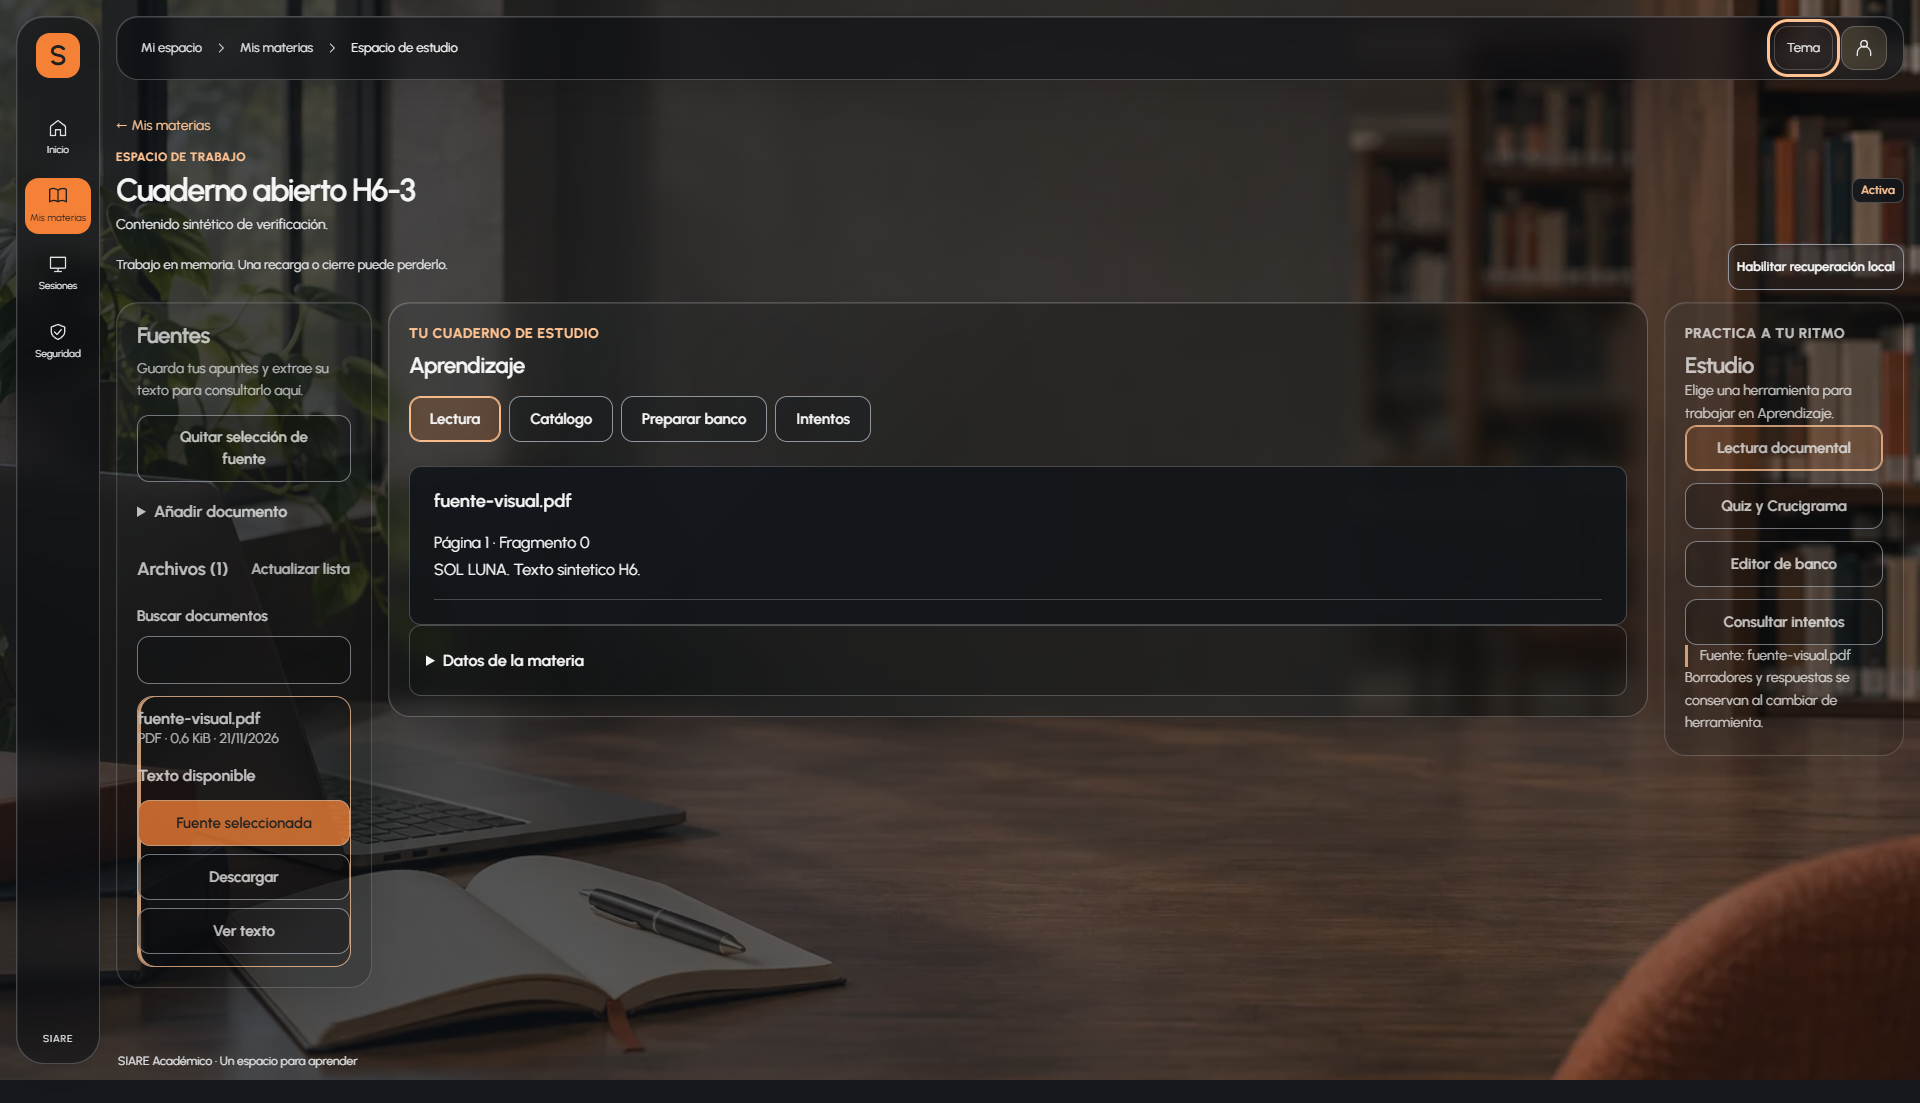 S
Inicio
Mis materias
Sesiones
Seguridad
SIARE
Mi espacio > Mis materias > Espacio de estudio
Tema
← Mis materias
ESPACIO DE TRABAJO
Cuaderno abierto H6-3
Activa
Contenido sintético de verificación.
Trabajo en memoria. Una recarga o cierre puede perderlo.
Habilitar recuperación local
Fuentes
Guarda tus apuntes y extrae su
texto para consultarlo aquí.
Quitar selección de
fuente
Añadir documento
Archivos (1) Actualizar lista
Buscar documentos
fuente-visual.pdf
PDF · 0,6 KiB · 21/11/2026
Texto disponible
Fuente seleccionada
Descargar
Ver texto
TU CUADERNO DE ESTUDIO
Aprendizaje
Lectura Catálogo Preparar banco Intentos
fuente-visual.pdf
Página 1 · Fragmento 0
SOL LUNA. Texto sintetico H6.
Datos de la materia
PRACTICA A TU RITMO
Estudio
Elige una herramienta para
trabajar en Aprendizaje.
Lectura documental
Quiz y Crucigrama
Editor de banco
Consultar intentos
Fuente: fuente-visual.pdf
Borradores y respuestas se
conservan al cambiar de
herramienta.
SIARE Académico · Un espacio para aprender